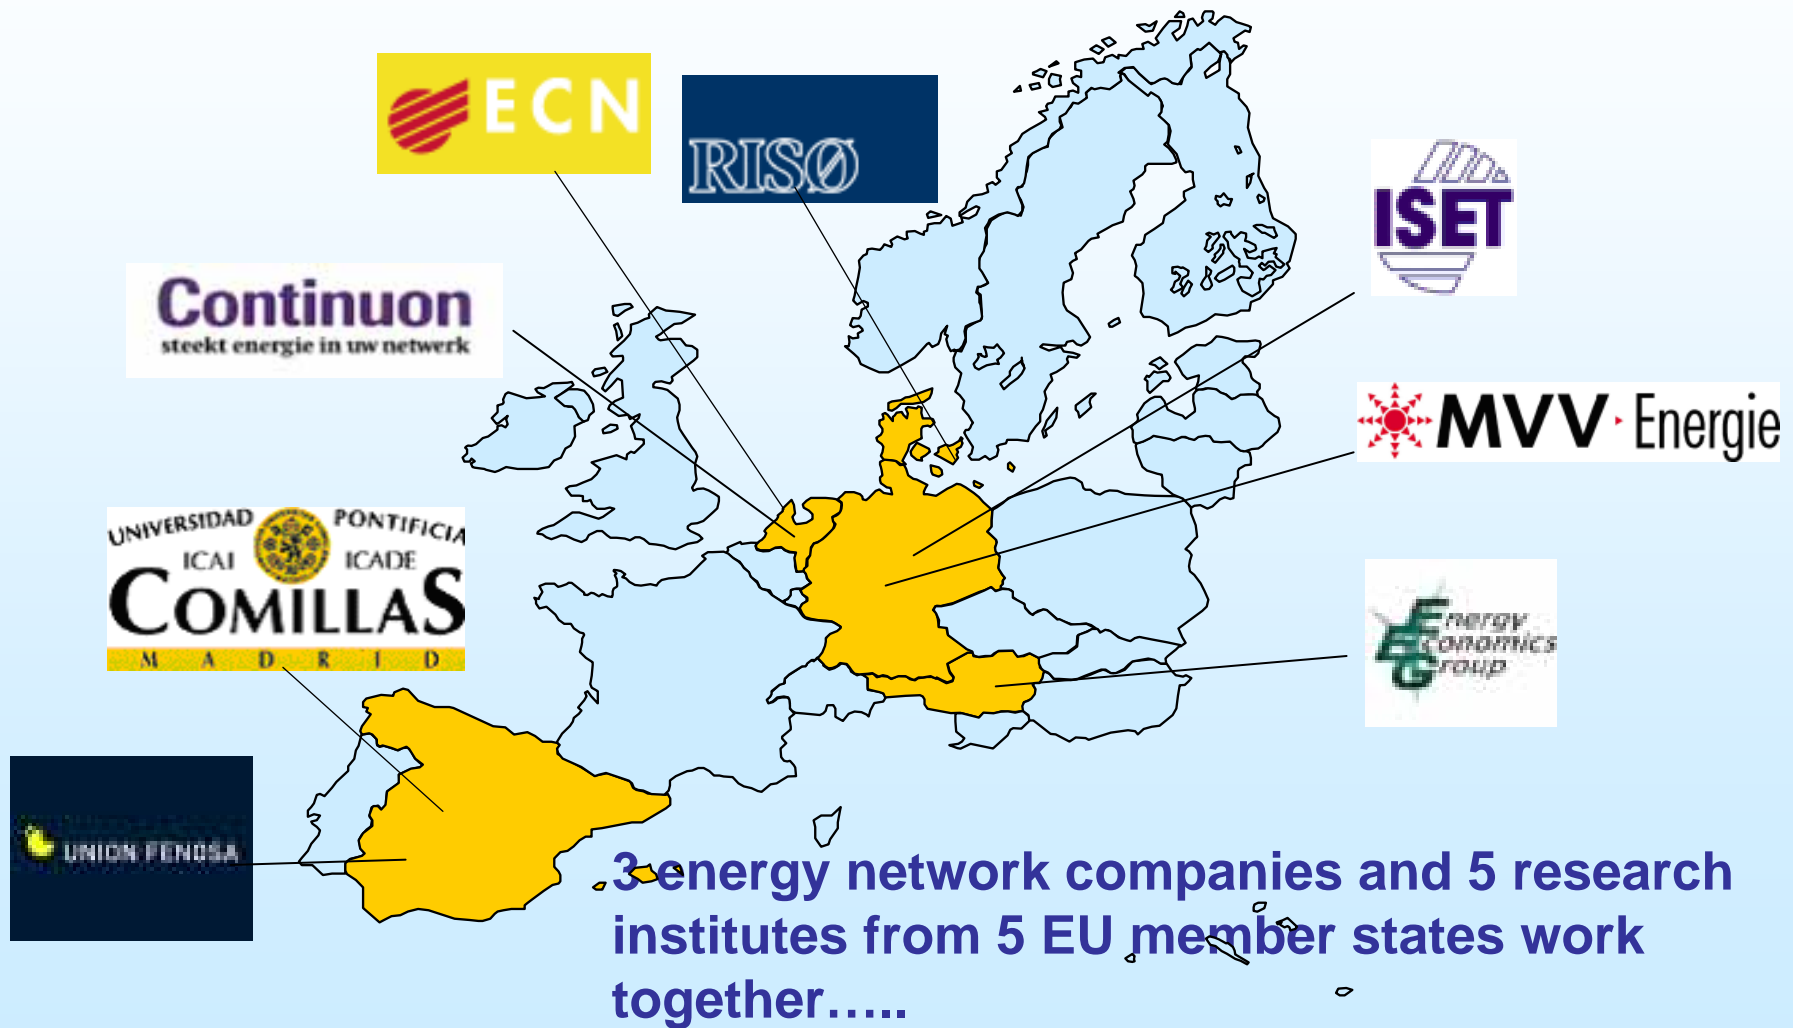 ECN
RISØ
ISET
Continuon
steekt energie in uw netwerk
MVV Energie
UNIVERSIDAD PONTIFICIA
ICAI ICADE
COMILLAS
MADRID
Energy
Economics
Group
UNION FENOSA
3 energy network companies and 5 research
institutes from 5 EU member states work
together…..